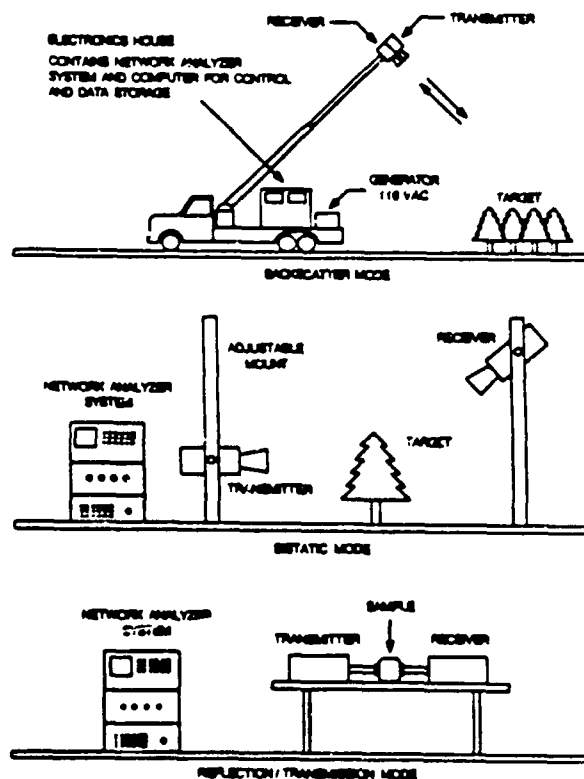 RECEIVER
TRANSMITTER
ELECTRONICS HOUSE
CONTAINS NETWORK ANALYZER
SYSTEM AND COMPUTER FOR CONTROL
AND DATA STORAGE
GENERATOR
110 VAC
TARGET
BACKSCATTER MODE
ADJUSTABLE
MOUNT
RECEIVER
NETWORK ANALYZER
SYSTEM
TARGET
TRANSMITTER
BISTATIC MODE
NETWORK ANALYZER
SYSTEM
SAMPLE
TRANSMITTER
RECEIVER
REFLECTION / TRANSMISSION MODE